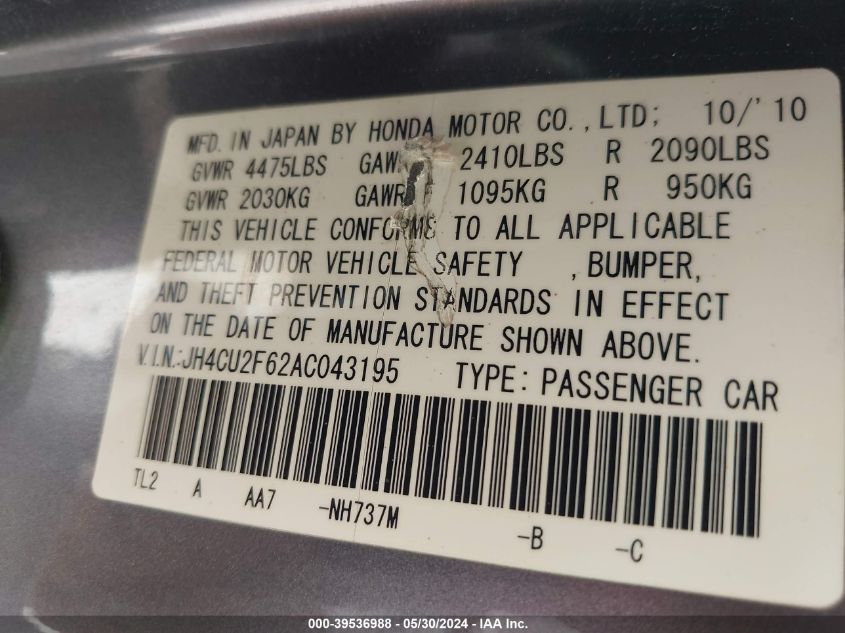 MFD. IN JAPAN BY HONDA MOTOR CO., LTD; 10/'10
GVWR 4475LBS GAWR 2410LBS R 2090LBS
GVWR 2030KG GAWR 1095KG R 950KG
THIS VEHICLE CONFORMS TO ALL APPLICABLE
FEDERAL MOTOR VEHICLE SAFETY , BUMPER,
AND THEFT PREVENTION STANDARDS IN EFFECT
ON THE DATE OF MANUFACTURE SHOWN ABOVE.
V.I.N.:JH4CU2F62AC043195 TYPE: PASSENGER CAR
TL2 A AA7 -NH737M -B -C
000-39536988 - 05/30/2024 - IAA Inc.